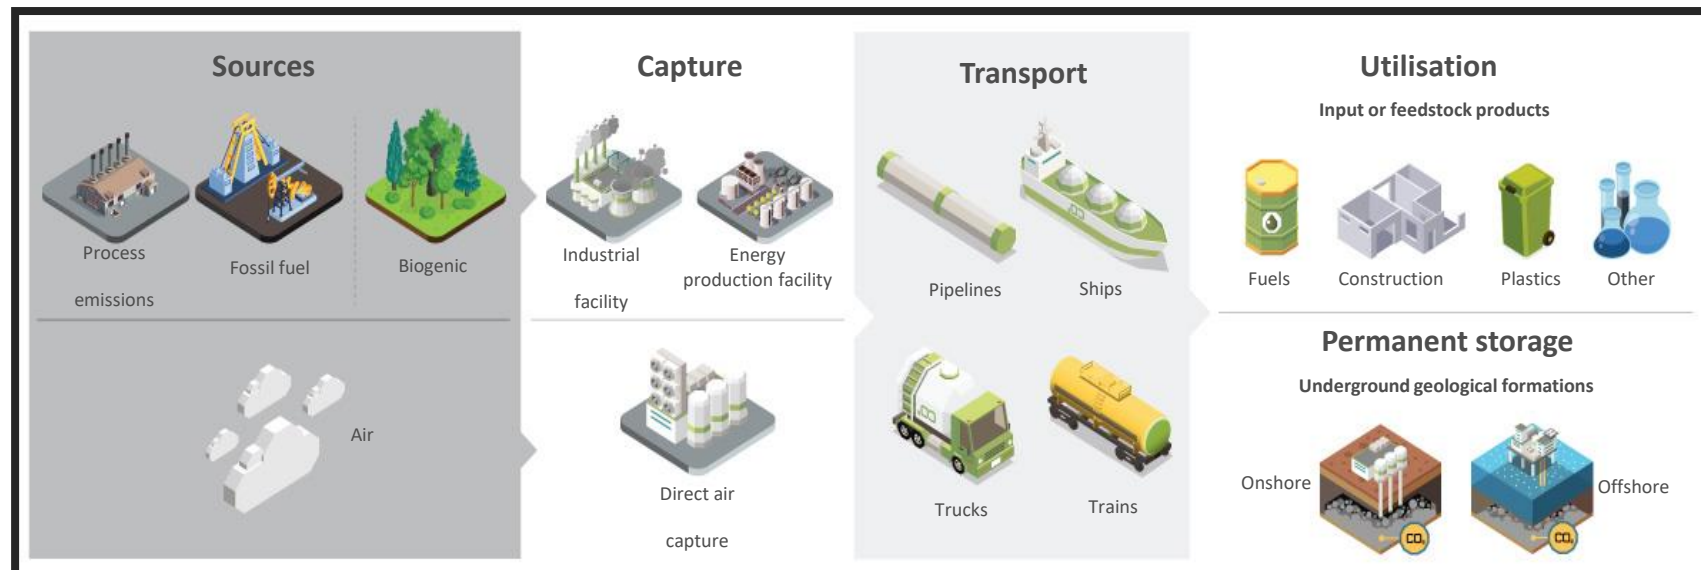 Sources
Process
emissions
Fossil fuel
Biogenic
Air
Capture
Industrial
facility
Energy
production facility
Direct air
capture
Transport
Pipelines
Ships
Trucks
Trains
Utilisation
Input or feedstock products
Fuels
Construction
Plastics
Other
Permanent storage
Underground geological formations
Onshore
CO₂
Offshore
CO₂